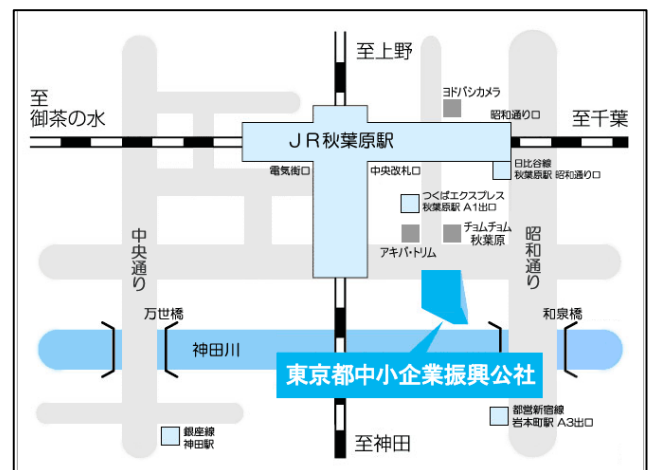 至上野
至
御茶の水
ヨドバシカメラ
昭和通り口
至千葉
JR秋葉原駅
電気街口
中央改札口
日比谷線
秋葉原駅 昭和通り口
つくばエクスプレス
秋葉原駅 A1出口
チョムチョム
秋葉原
アキバ・トリム
中央通り
昭和通り
万世橋
和泉橋
神田川
東京都中小企業振興公社
銀座線
神田駅
至神田
都営新宿線
岩本町駅 A3出口